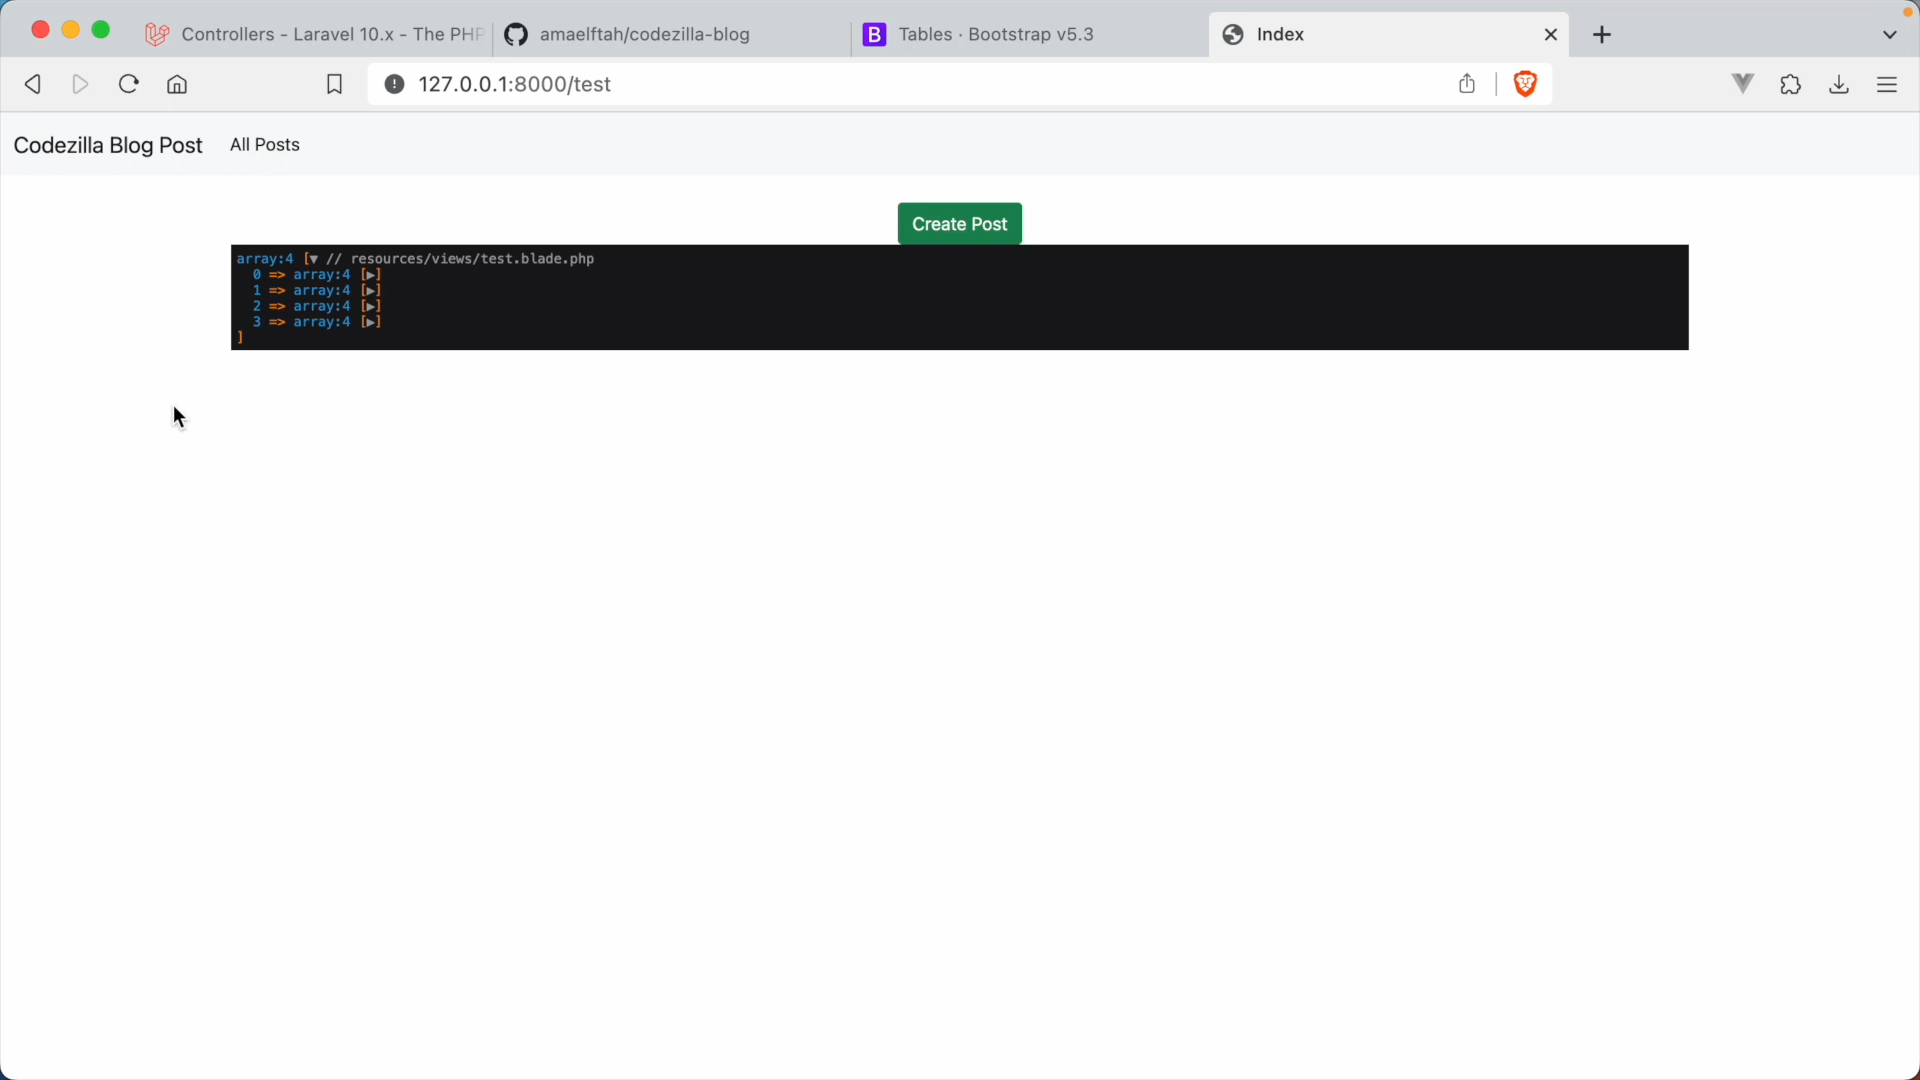 Controllers - Laravel 10.x - The PHP
amaelftah/codezilla-blog
Tables · Bootstrap v5.3
Index
127.0.0.1:8000/test
Codezilla Blog Post
All Posts
Create Post
array:4 [▼ // resources/views/test.blade.php
0 => array:4 [▶]
1 => array:4 [▶]
2 => array:4 [▶]
3 => array:4 [▶]
]